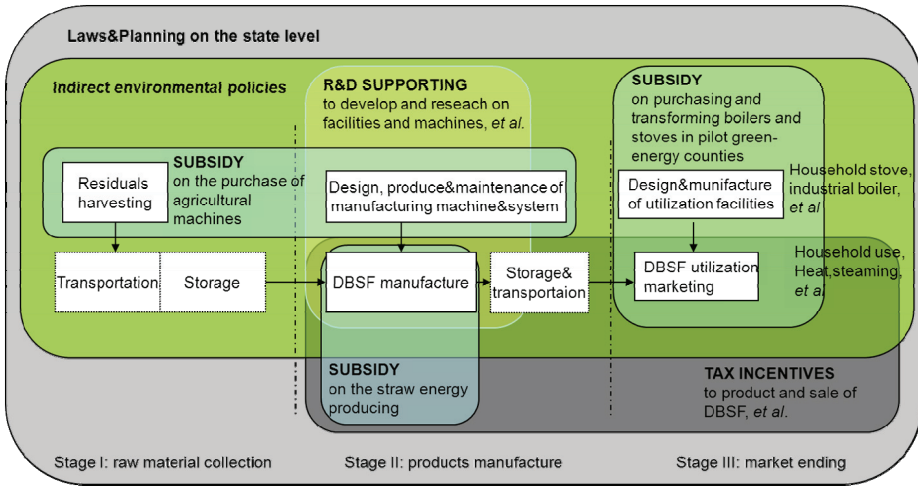 Laws&Planning on the state level
Indirect environmental policies
R&D SUPPORTING
to develop and reseach on
facilities and machines, et al.
SUBSIDY
on purchasing and
transforming boilers and
stoves in pilot green-
energy counties
SUBSIDY
on the purchase of
agricultural
machines
Residuals
harvesting
Design, produce&maintenance of
manufacturing machine&system
Design&munifacture
of utilization facilities
Household stove,
industrial boiler,
et al
Transportation
Storage
DBSF manufacture
Storage&
transportaion
DBSF utilization
marketing
Household use,
Heat,steaming,
et al
SUBSIDY
on the straw energy
producing
TAX INCENTIVES
to product and sale of
DBSF, et al.
Stage I: raw material collection
Stage II: products manufacture
Stage III: market ending